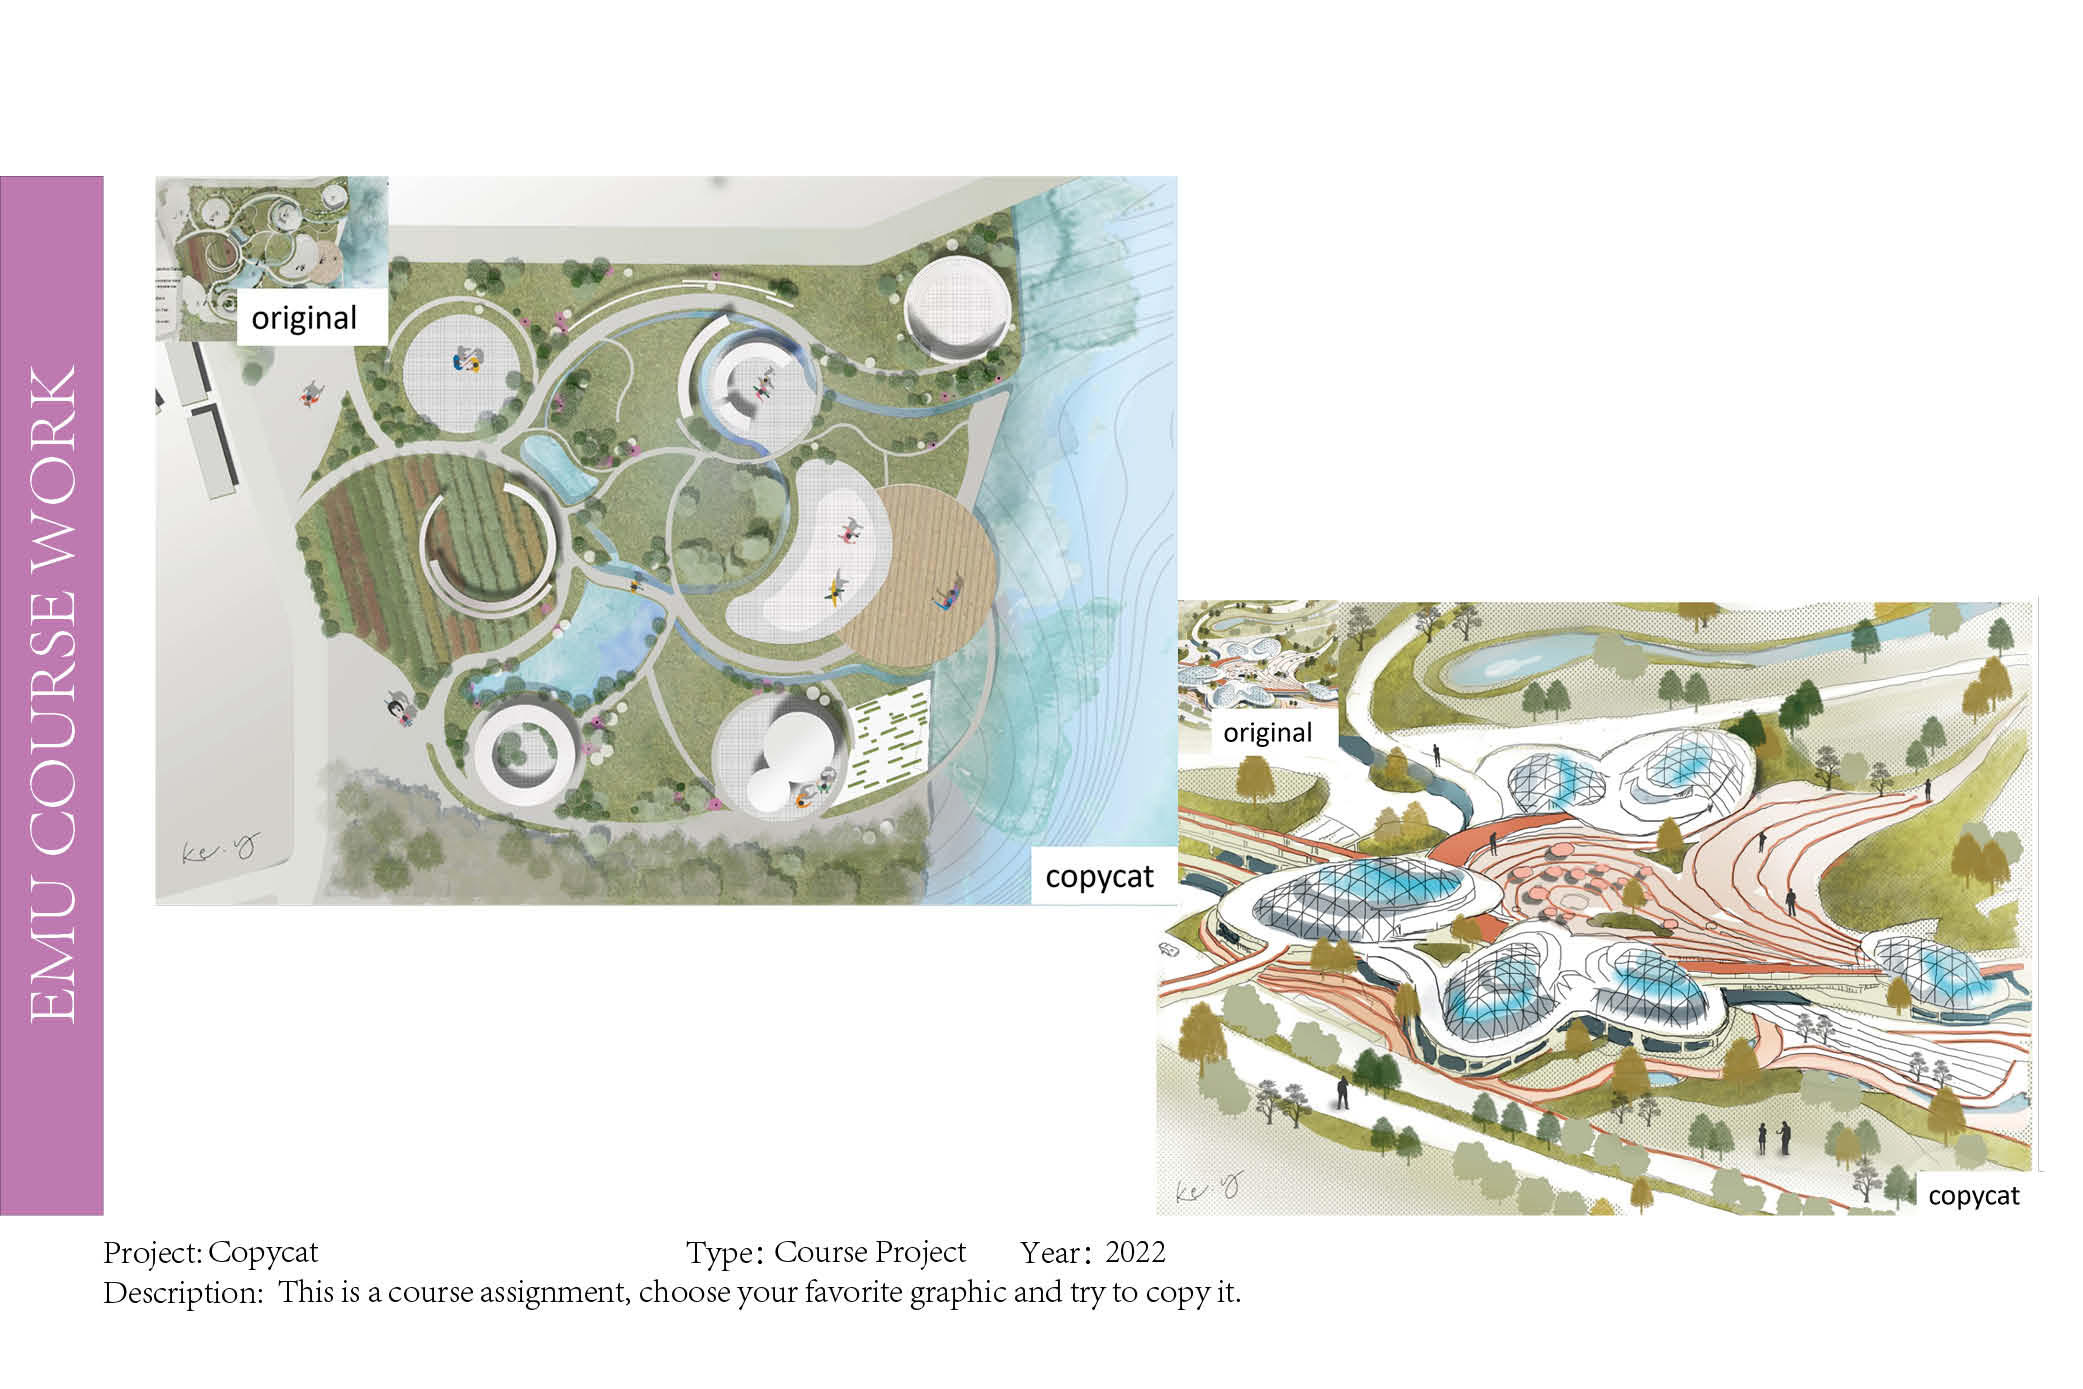 EMU COURSE WORK
original
copycat
original
copycat
Project: Copycat Type: Course Project Year: 2022
Description: This is a course assignment, choose your favorite graphic and try to copy it.